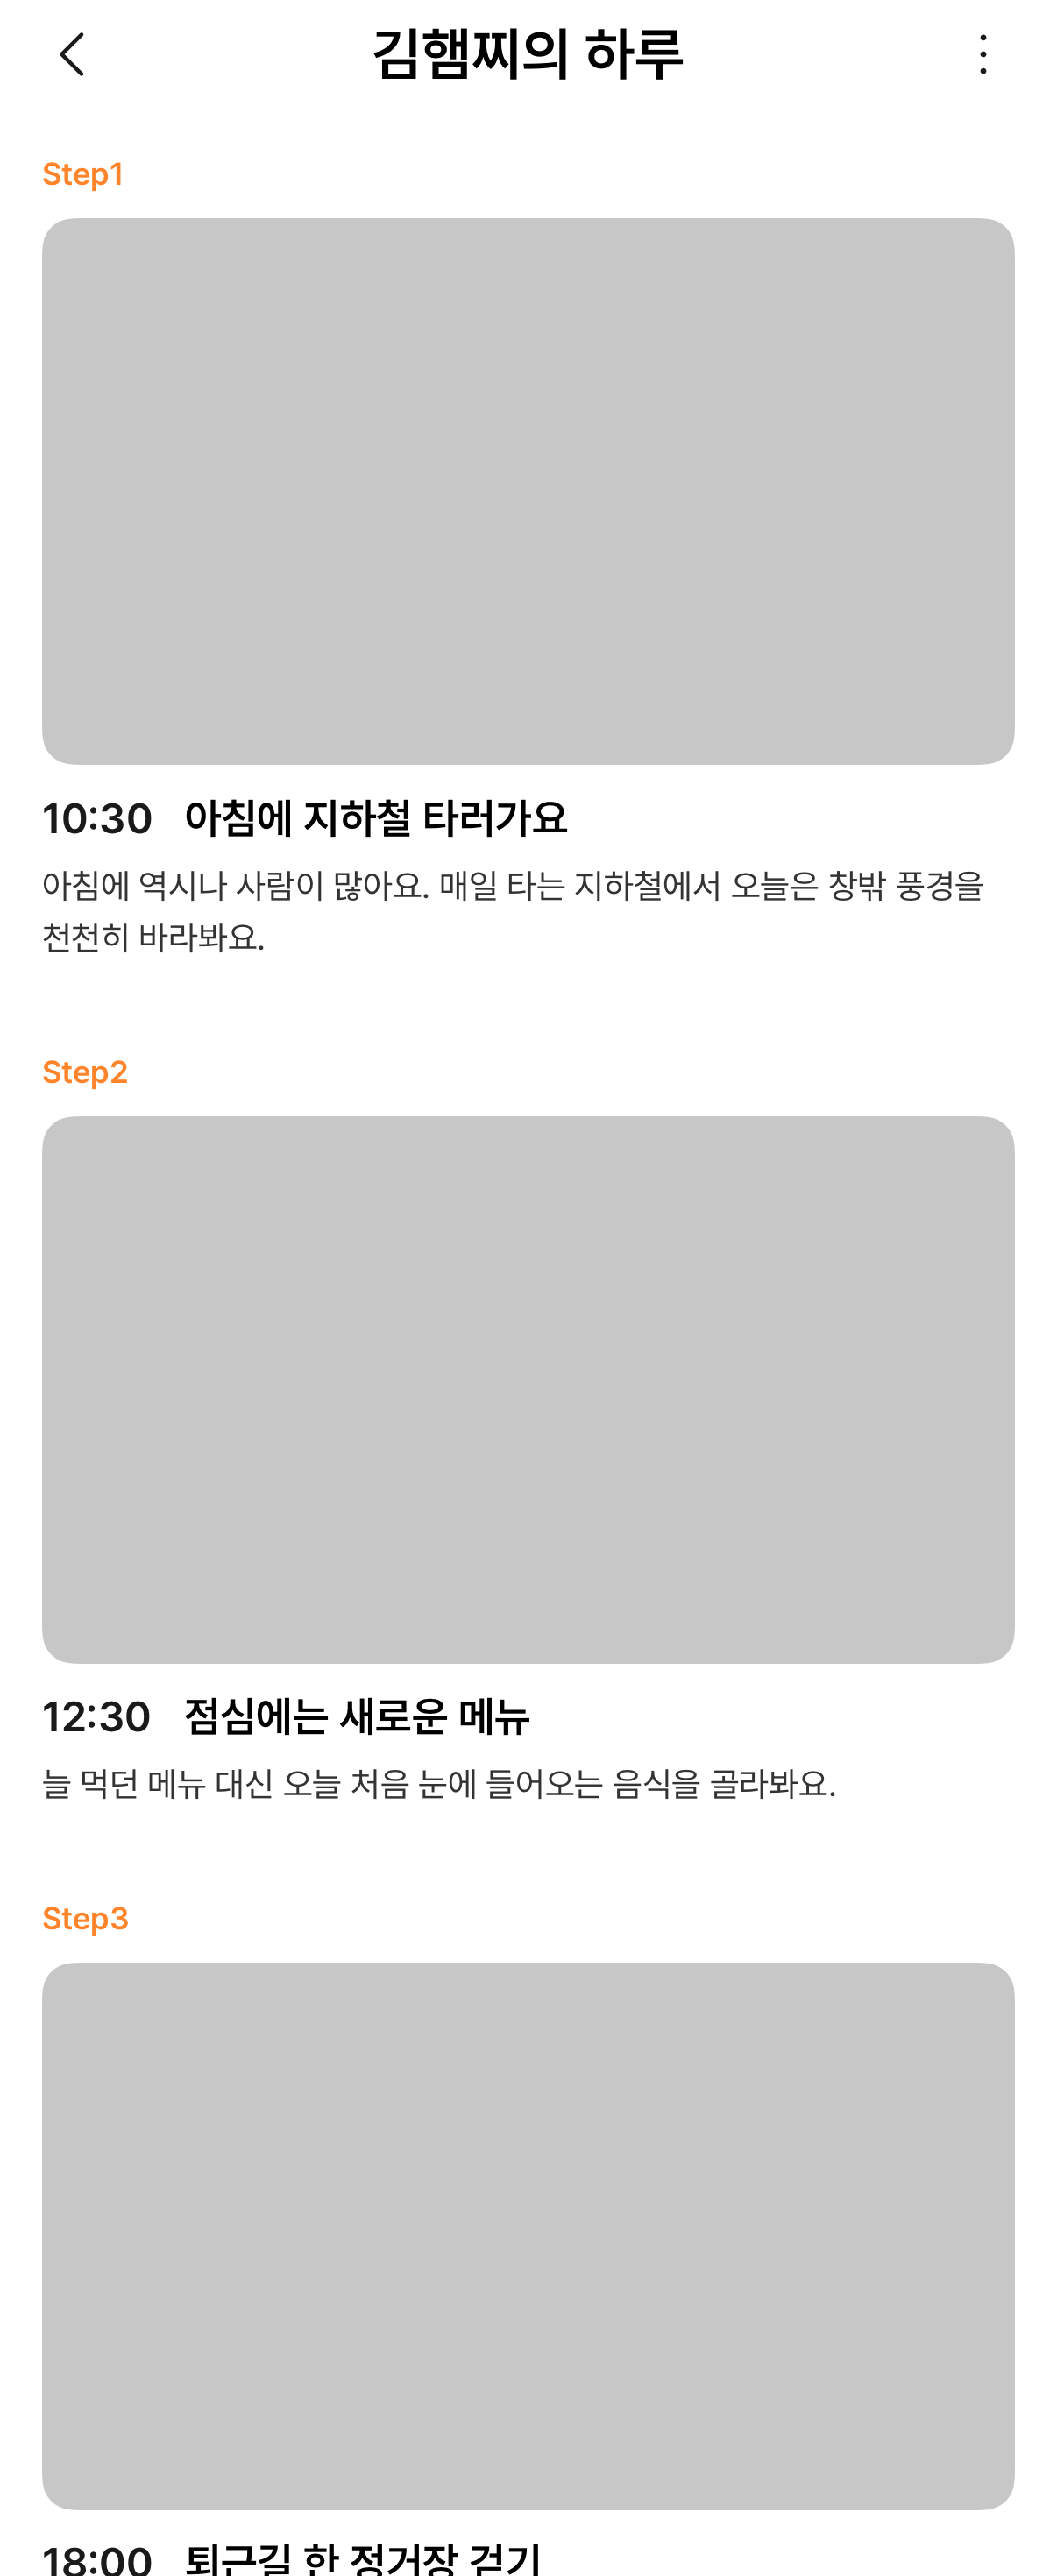 김햄찌의 하루
Step1
10:30 아침에 지하철 타러가요
아침에 역시나 사람이 많아요. 매일 타는 지하철에서 오늘은 창밖 풍경을
천천히 바라봐요.
Step2
12:30 점심에는 새로운 메뉴
늘 먹던 메뉴 대신 오늘 처음 눈에 들어오는 음식을 골라봐요.
Step3
18:00 퇴근길 한 정거장 걷기